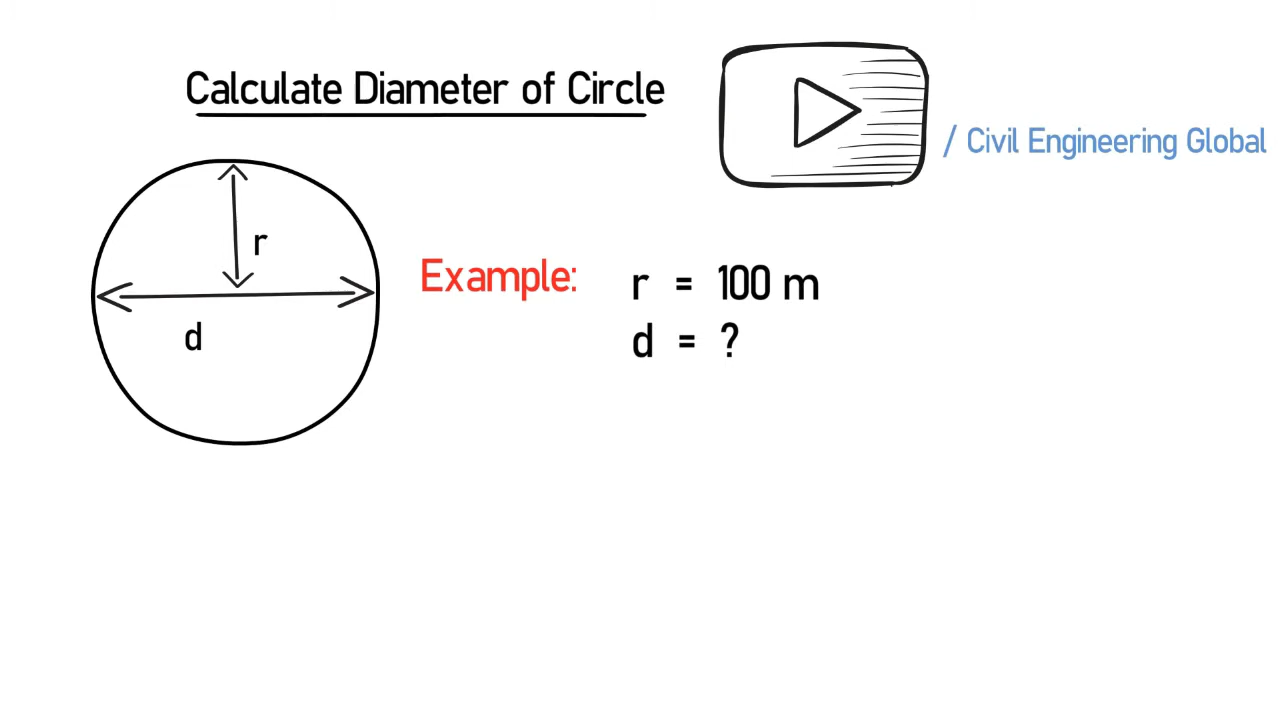 Calculate Diameter of Circle
/ Civil Engineering Global
r
d
Example:
r = 100 m
d = ?